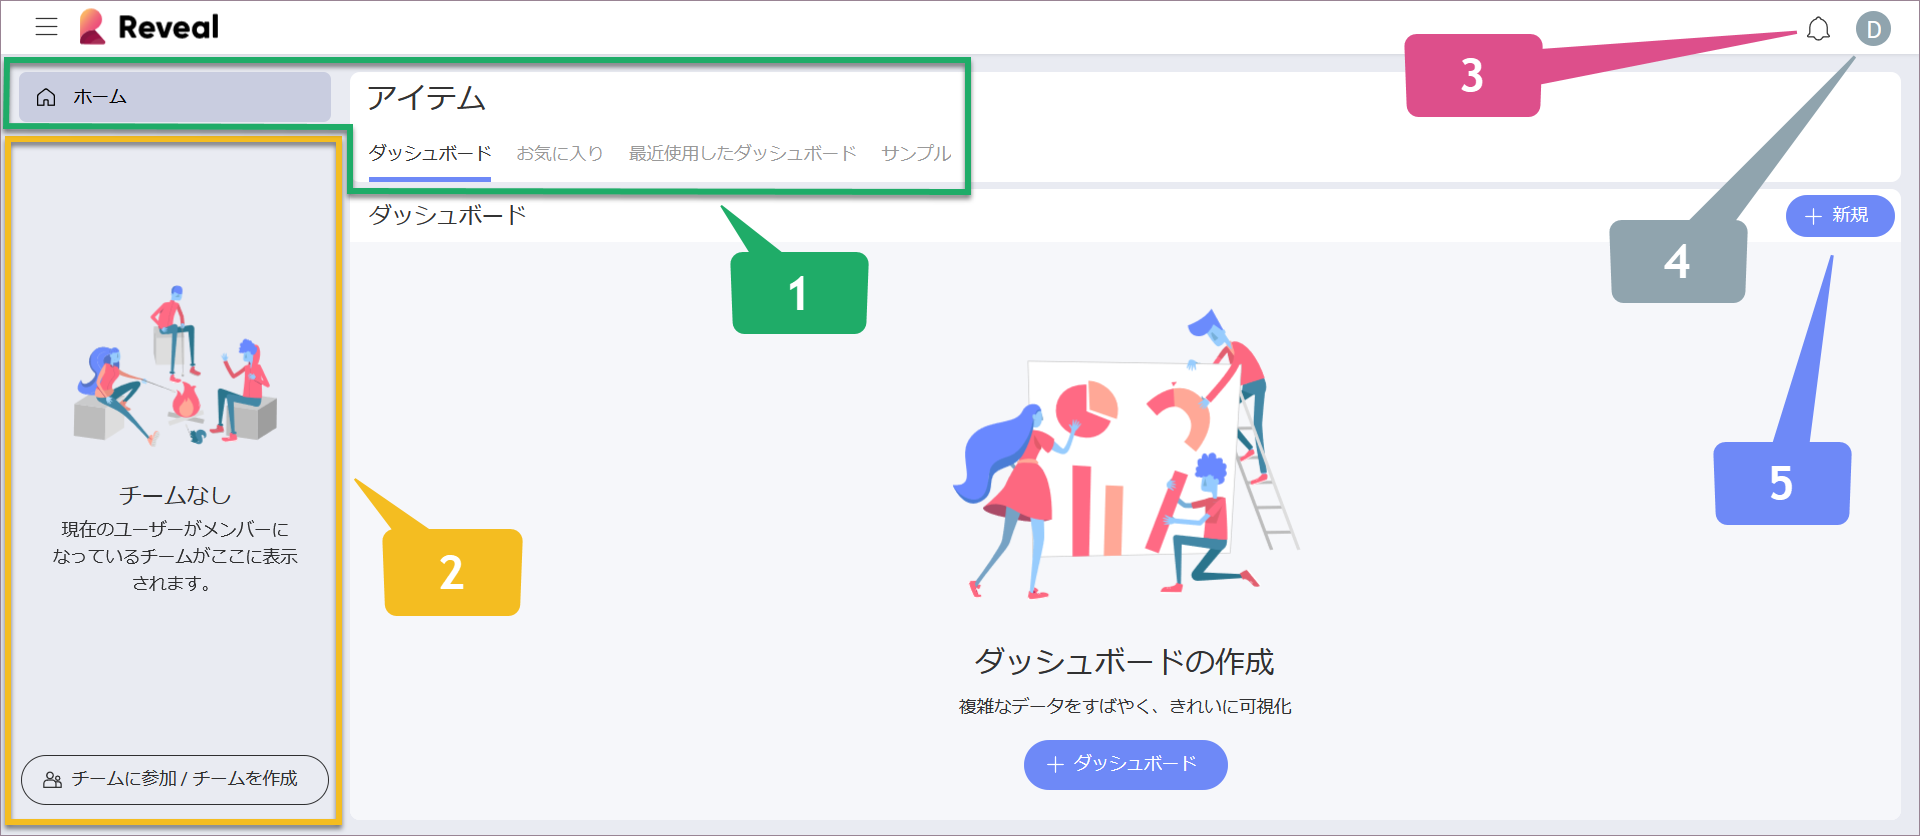 Reveal
D
3
ホーム
アイテム
ダッシュボード お気に入り 最近使用したダッシュボード サンプル
ダッシュボード
新規
4
1
チームなし
現在のユーザーがメンバーに
なっているチームがここに表示
されます。
5
2
ダッシュボードの作成
複雑なデータをすばやく、きれいに可視化
ダッシュボード
チームに参加 / チームを作成